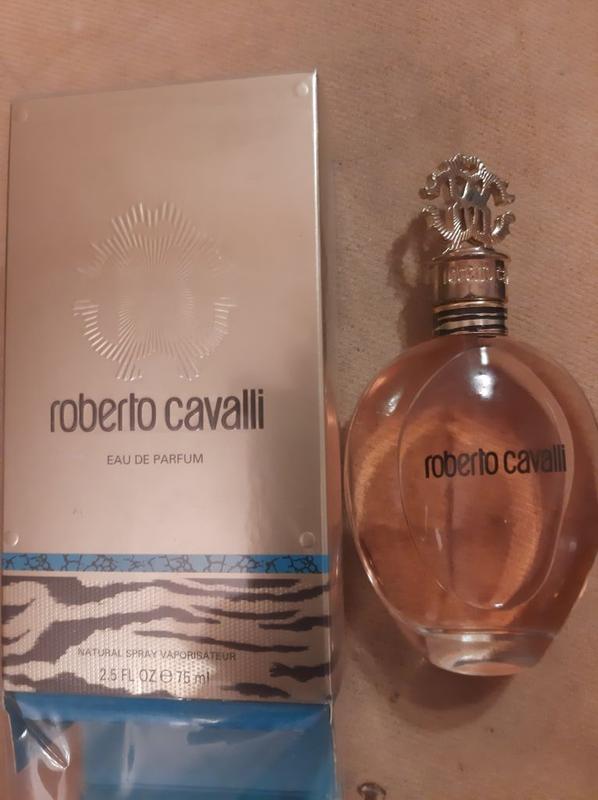 roberto cavalli
EAU DE PARFUM
NATURAL SPRAY VAPORISATEUR
2.5 FL OZ ℮ 75 ml
roberto cavalli